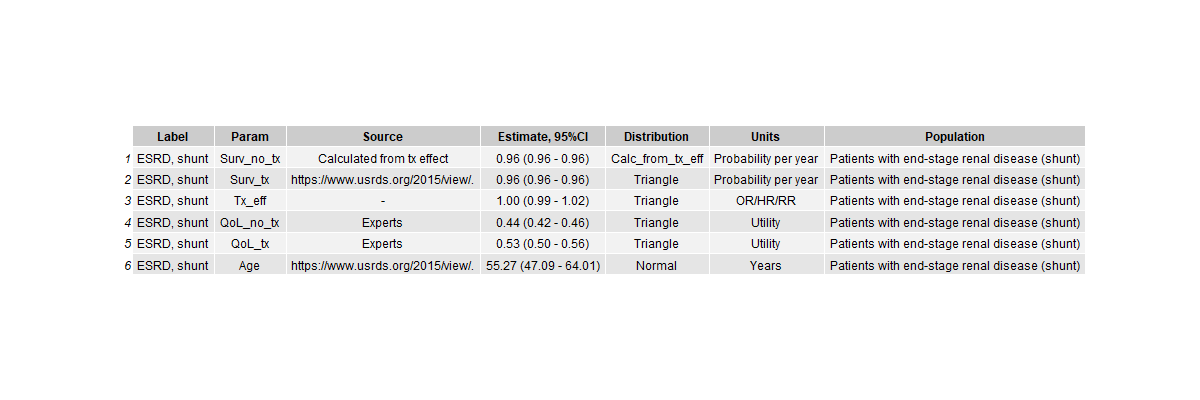 Label Param Source Estimate, 95%CI Distribution Units Population
1 ESRD, shunt Surv_no_tx Calculated from tx effect 0.96 (0.96 - 0.96) Calc_from_tx_eff Probability per year Patients with end-stage renal disease (shunt)
2 ESRD, shunt Surv_tx https://www.usrds.org/2015/view/. 0.96 (0.96 - 0.96) Triangle Probability per year Patients with end-stage renal disease (shunt)
3 ESRD, shunt Tx_eff - 1.00 (0.99 - 1.02) Triangle OR/HR/RR Patients with end-stage renal disease (shunt)
4 ESRD, shunt QoL_no_tx Experts 0.44 (0.42 - 0.46) Triangle Utility Patients with end-stage renal disease (shunt)
5 ESRD, shunt QoL_tx Experts 0.53 (0.50 - 0.56) Triangle Utility Patients with end-stage renal disease (shunt)
6 ESRD, shunt Age https://www.usrds.org/2015/view/. 55.27 (47.09 - 64.01) Normal Years Patients with end-stage renal disease (shunt)